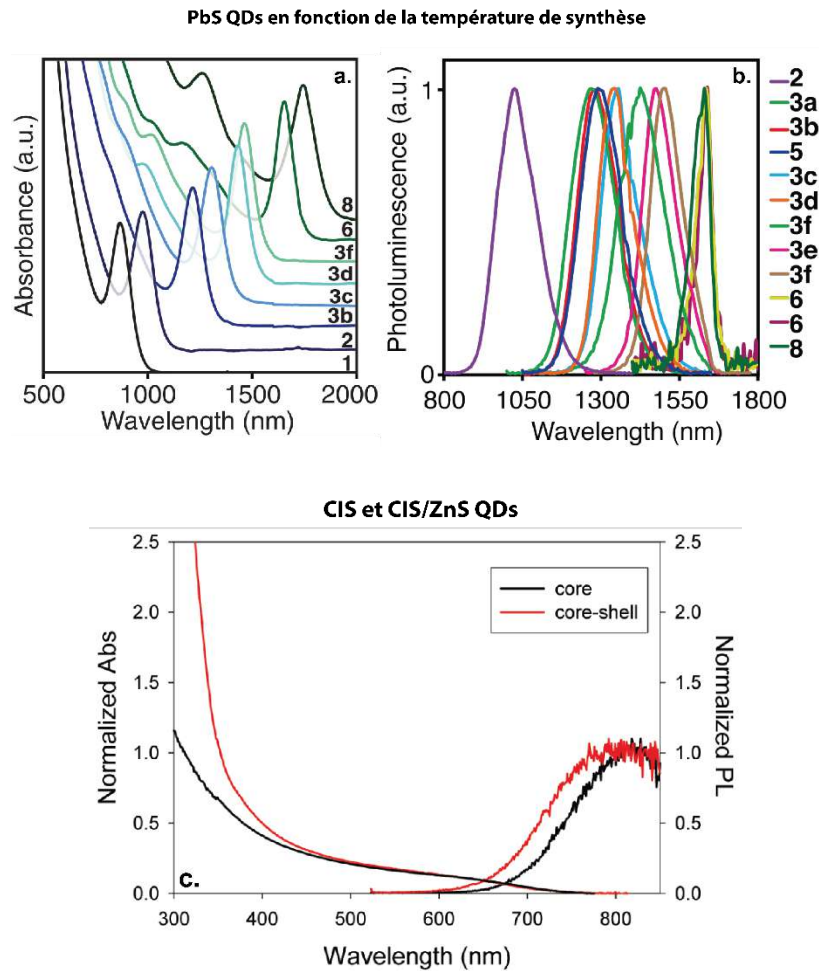 PbS QDs en fonction de la température de synthèse
a.
Absorbance (a.u.)
8
6
3f
3d
3c
3b
2
1
500
1000
1500
2000
Wavelength (nm)
b.
Photoluminescence (a.u.)
1
0
800
1050
1300
1550
1800
Wavelength (nm)
2
3a
3b
5
3c
3d
3f
3e
3f
6
6
8
CIS et CIS/ZnS QDs
Normalized Abs
2.5
2.0
1.5
1.0
0.5
0.0
c.
core
core-shell
2.5
2.0
1.5
1.0
0.5
0.0
Normalized PL
300
400
500
600
700
800
Wavelength (nm)